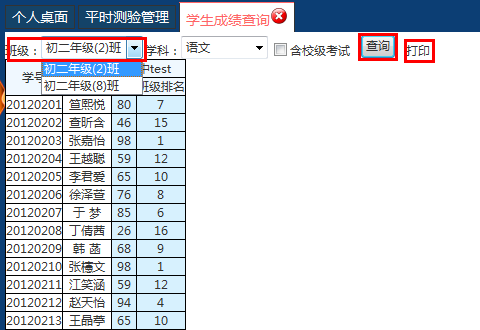 个人桌面 平时测验管理 学生成绩查询
班级： 初二年级(2)班 学科： 语文 含校级考试 查询 打印
初二年级(2)班
初二年级(8)班
学号 test
班级排名
20120201 笪熙悦 80 7
20120202 查昕含 46 15
20120203 张嘉怡 98 1
20120204 王越聪 59 12
20120205 李君爱 65 10
20120206 徐泽萱 76 8
20120207 于 梦 85 6
20120208 丁倩茜 26 16
20120209 韩 菡 68 9
20120210 张橞文 98 1
20120211 江笑涵 59 12
20120212 赵天怡 94 4
20120213 王晶葶 65 10